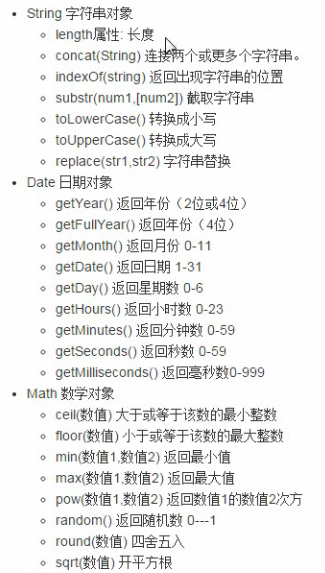 String 字符串对象
length属性: 长度
concat(String) 连接两个或更多个字符串。
indexOf(string) 返回出现字符串的位置
substr(num1,[num2]) 截取字符串
toLowerCase() 转换成小写
toUpperCase() 转换成大写
replace(str1,str2) 字符串替换
Date 日期对象
getYear() 返回年份（2位或4位）
getFullYear() 返回年份（4位）
getMonth() 返回月份 0-11
getDate() 返回日期 1-31
getDay() 返回星期数 0-6
getHours() 返回小时数 0-23
getMinutes() 返回分钟数 0-59
getSeconds() 返回秒数 0-59
getMilliseconds() 返回毫秒数0-999
Math 数学对象
ceil(数值) 大于或等于该数的最小整数
floor(数值) 小于或等于该数的最大整数
min(数值1,数值2) 返回最小值
max(数值1,数值2) 返回最大值
pow(数值1,数值2) 返回数值1的数值2次方
random() 返回随机数 0---1
round(数值) 四舍五入
sqrt(数值) 开平方根